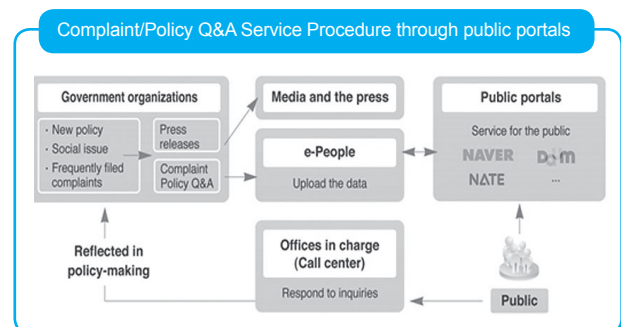 Complaint/Policy Q&A Service Procedure through public portals
Government organizations
· New policy
· Social issue
· Frequently filed
complaints
Press
releases
Complaint
Policy Q&A
Media and the press
e-People
Upload the data
Public portals
Service for the public
NAVER
Daum
NATE
...
Reflected in
policy-making
Offices in charge
(Call center)
Respond to inquiries
Public